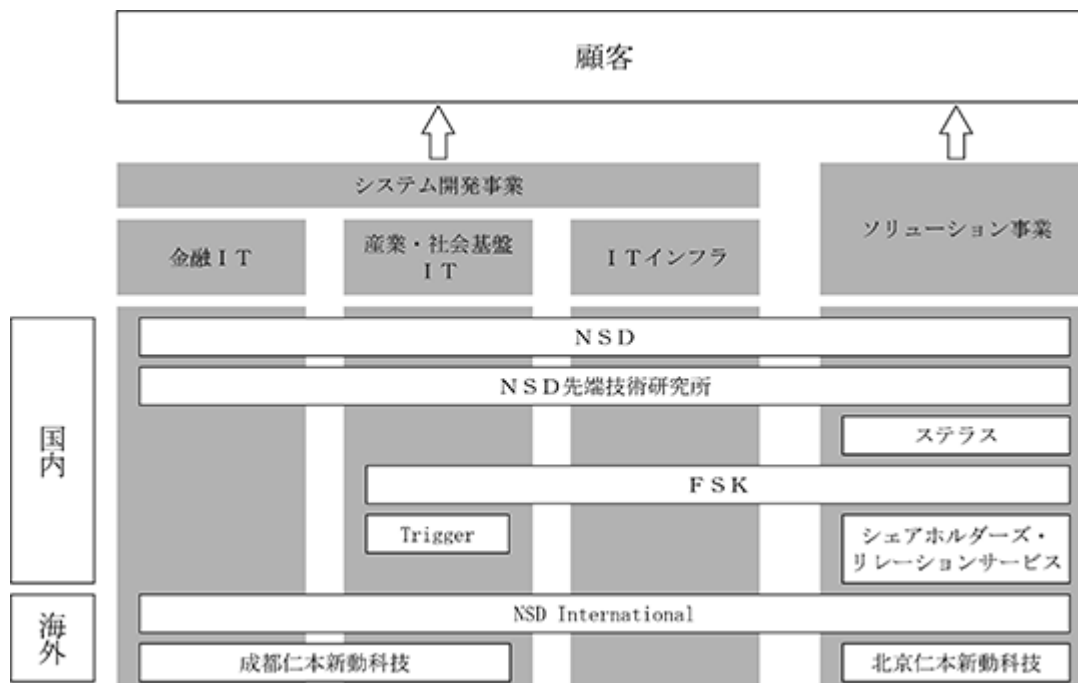 顧客
システム開発事業
ソリューション事業
金融ＩＴ
産業・社会基盤
ＩＴ
ＩＴインフラ
国内
ＮＳＤ
ＮＳＤ先端技術研究所
ステラス
ＦＳＫ
Trigger
シェアホルダーズ・
リレーションサービス
海外
NSD International
成都仁本新動科技
北京仁本新動科技